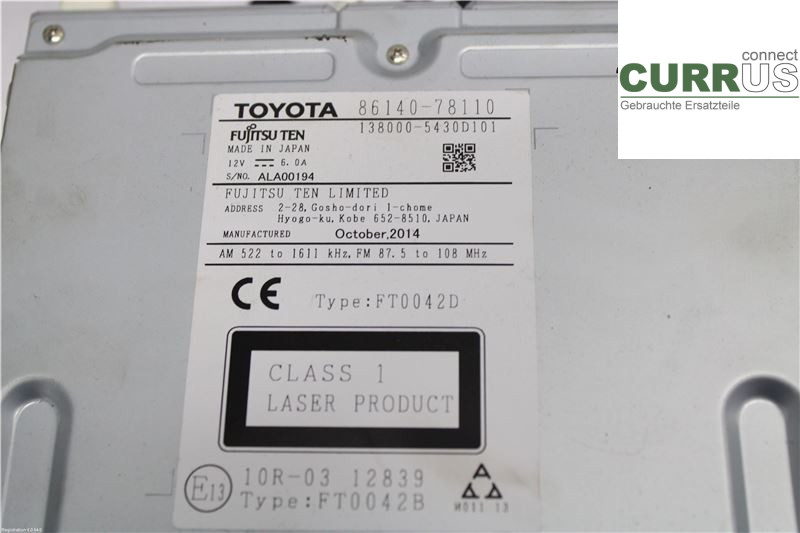 connect
CURRUS
Gebrauchte Ersatzteile
TOYOTA 86140-78110
FUJITSU TEN 138000-5430D101
MADE IN JAPAN
12V 6.0A
S/NO. ALA00194
FUJITSU TEN LIMITED
ADDRESS 2-28, Gosho-dori 1-chome
Hyogo-ku, Kobe 652-8510, JAPAN
MANUFACTURED October,2014
AM 522 to 1611 kHz, FM 87.5 to 108 MHz
CE Type:FT0042D
CLASS 1
LASER PRODUCT
E13 10R-03 12839
Type:FT0042B
M011 13